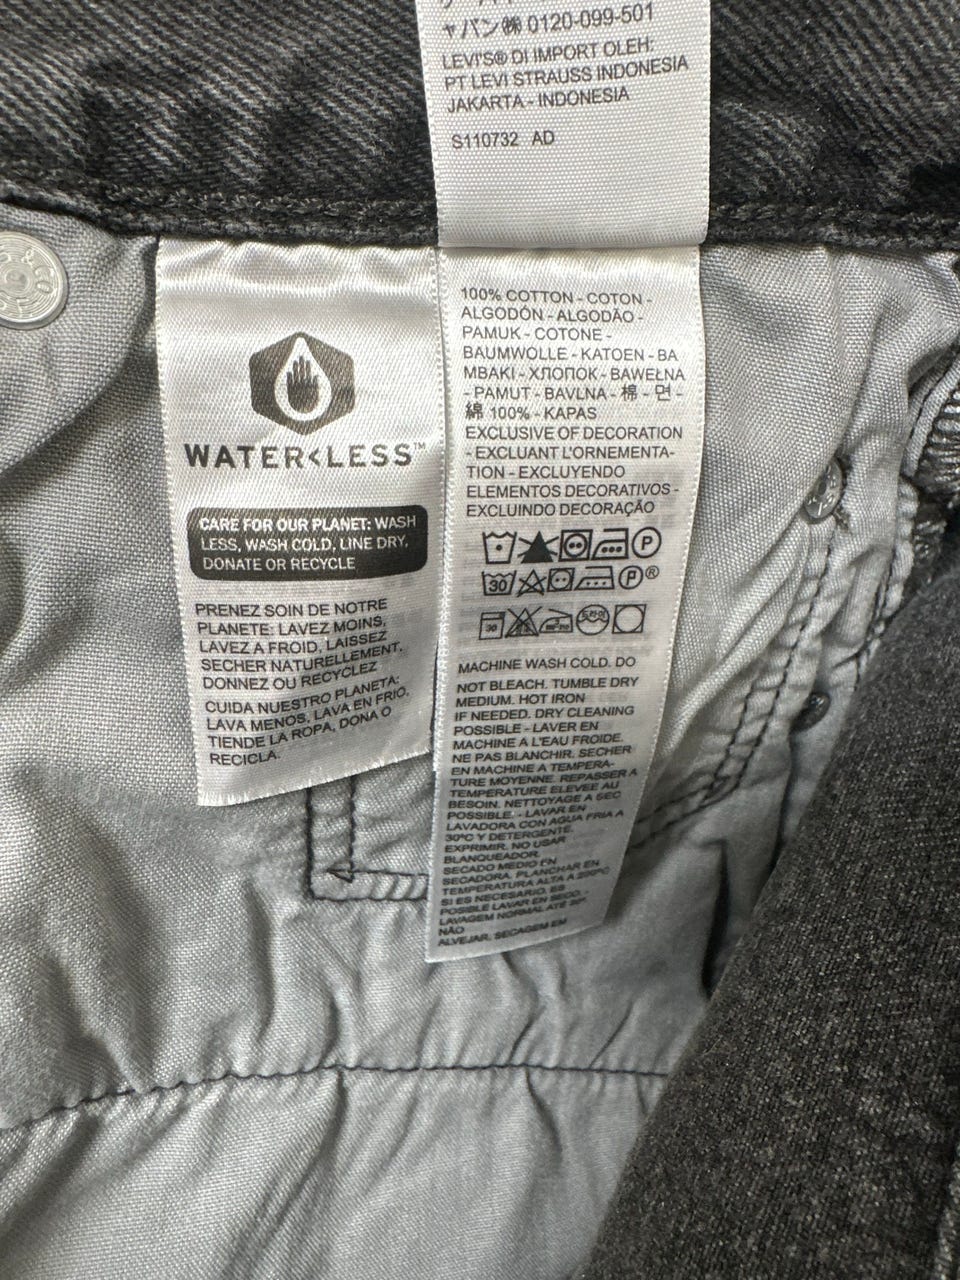 ャパン㈱ 0120-099-501
LEVI'S® DI IMPORT OLEH:
PT LEVI STRAUSS INDONESIA
JAKARTA - INDONESIA
S110732 AD
WATER<LESS™
CARE FOR OUR PLANET: WASH
LESS, WASH COLD, LINE DRY,
DONATE OR RECYCLE
PRENEZ SOIN DE NOTRE
PLANETE: LAVEZ MOINS,
LAVEZ A FROID, LAISSEZ
SECHER NATURELLEMENT,
DONNEZ OU RECYCLEZ
CUIDA NUESTRO PLANETA:
LAVA MENOS, LAVA EN FRIO,
TIENDE LA ROPA, DONA O
RECICLA.
100% COTTON - COTON -
ALGODÓN - ALGODÃO -
PAMUK - COTONE -
BAUMWOLLE - KATOEN - BA
MBAKI - ХЛОПОК - BAWEŁNA
- PAMUT - BAVLNA - 棉 - 면 -
綿 100% - KAPAS
EXCLUSIVE OF DECORATION
- EXCLUANT L'ORNEMENTA-
TION - EXCLUYENDO
ELEMENTOS DECORATIVOS -
EXCLUINDO DECORAÇÃO
P
30 P®
30 드라이
MACHINE WASH COLD. DO
NOT BLEACH. TUMBLE DRY
MEDIUM. HOT IRON
IF NEEDED. DRY CLEANING
POSSIBLE - LAVER EN
MACHINE A L'EAU FROIDE.
NE PAS BLANCHIR. SECHER
EN MACHINE A TEMPERA-
TURE MOYENNE. REPASSER A
TEMPERATURE ELEVEE AU
BESOIN. NETTOYAGE A SEC
POSSIBLE. - LAVAR EN
LAVADORA CON AGUA FRIA A
30ºC Y DETERGENTE.
EXPRIMIR. NO USAR
BLANQUEADOR.
SECADO MEDIO EN
SECADORA. PLANCHAR EN
TEMPERATURA ALTA A 200ºC
SI ES NECESARIO. ES
POSIBLE LAVAR EN SECO. -
LAVAGEM NORMAL ATÉ 30º.
NÃO
ALVEJAR. SECAGEM EM